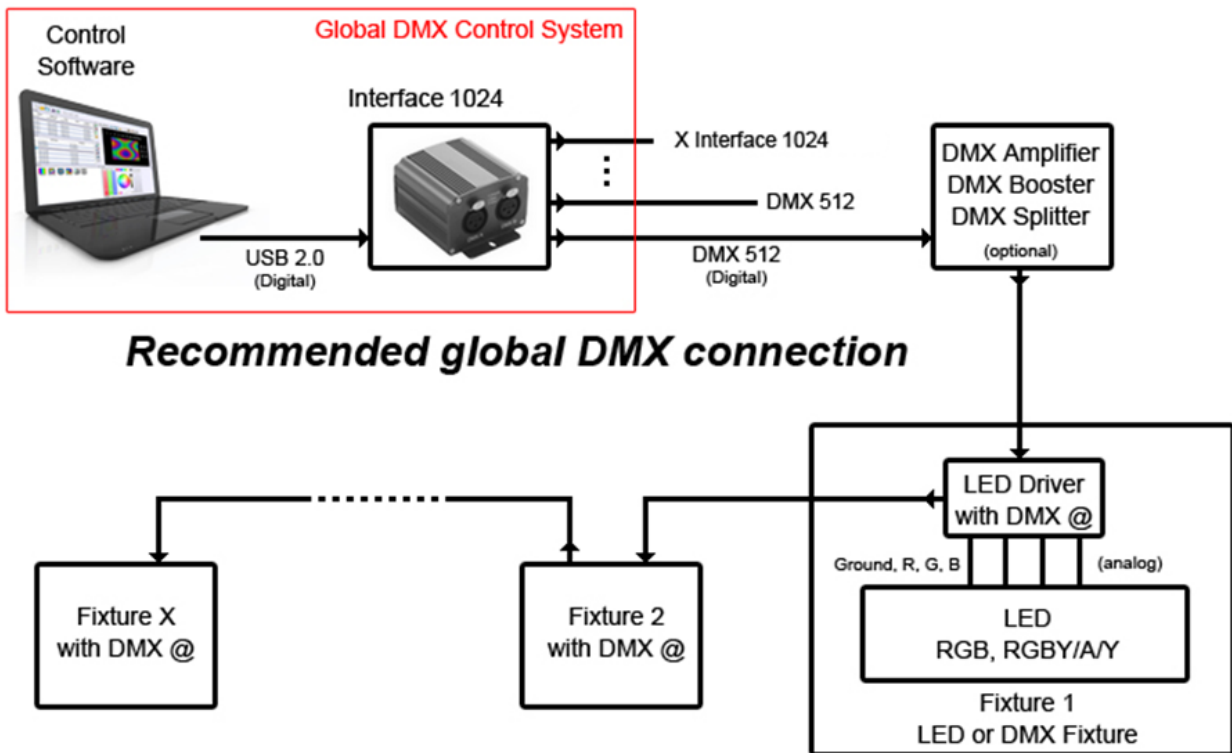 Global DMX Control System
Control
Software
Interface 1024
X Interface 1024
DMX 512
USB 2.0
(Digital)
DMX 512
(Digital)
DMX Amplifier
DMX Booster
DMX Splitter
(optional)
Recommended global DMX connection
LED Driver
with DMX @
Ground, R, G, B
(analog)
LED
RGB, RGBY/A/Y
Fixture 1
LED or DMX Fixture
Fixture 2
with DMX @
Fixture X
with DMX @